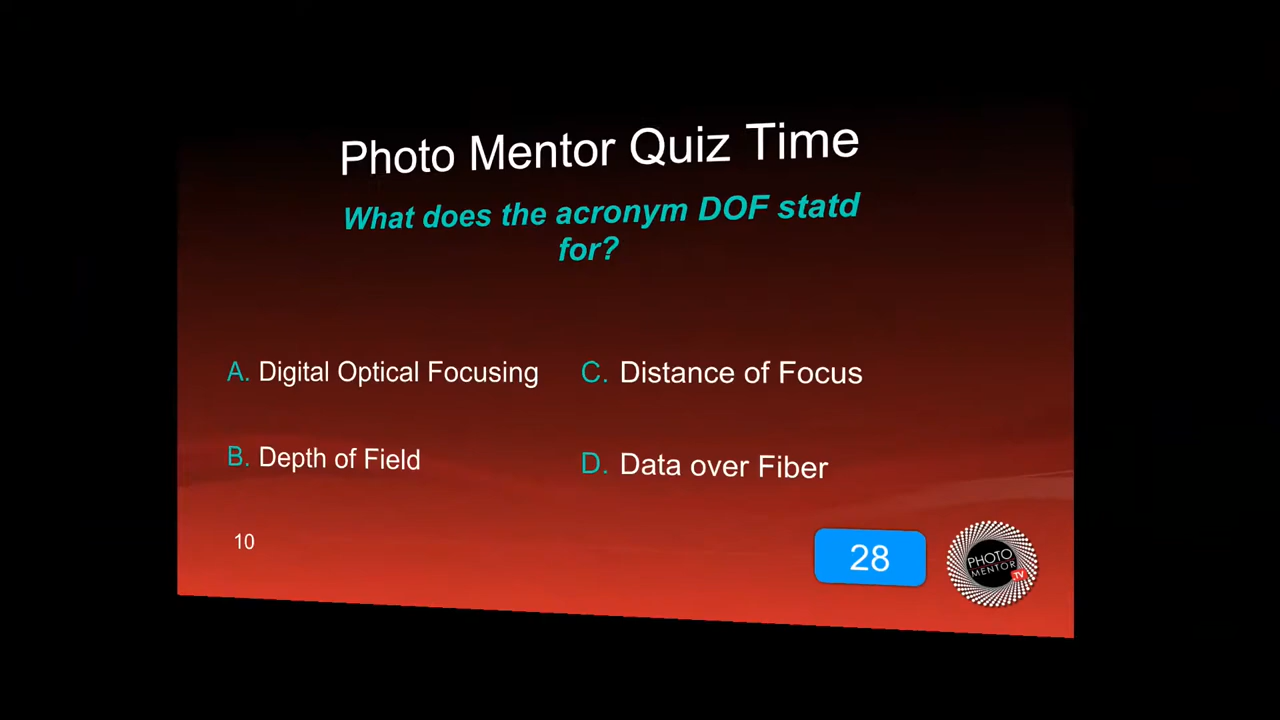 Photo Mentor Quiz Time
What does the acronym DOF statd
for?
A. Digital Optical Focusing
C. Distance of Focus
B. Depth of Field
D. Data over Fiber
10
28
PHOTO
MENTOR
TV